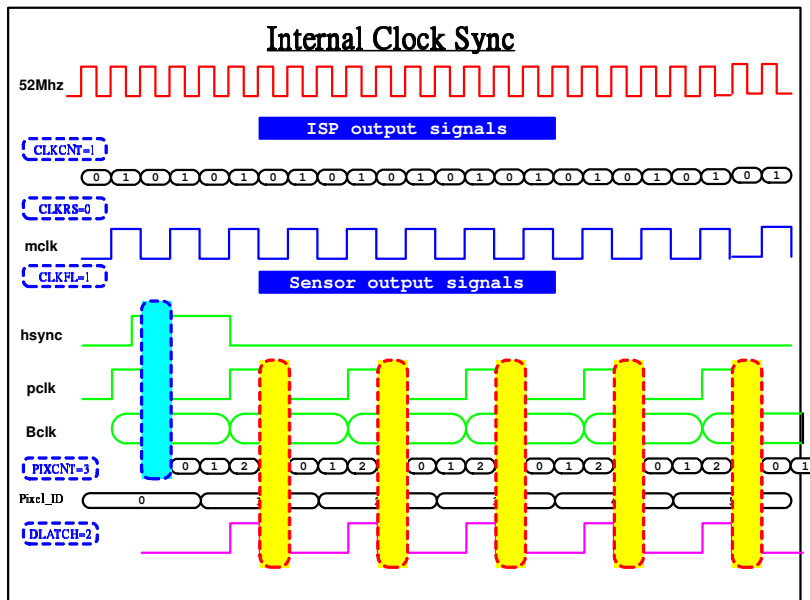 Internal Clock Sync
52Mhz
ISP output signals
CLKCNT=1
0 1 0 1 0 1 0 1 0 1 0 1 0 1 0 1 0 1 0 1 0 1 0 1
CLKRS=0
mclk
CLKFL=1
Sensor output signals
hsync
pclk
Bclk
PIXCNT=3 0 1 2 0 1 2 0 1 2 0 1 2 0 1 2 0 1
Pixel_ID 0
DLATCH=2